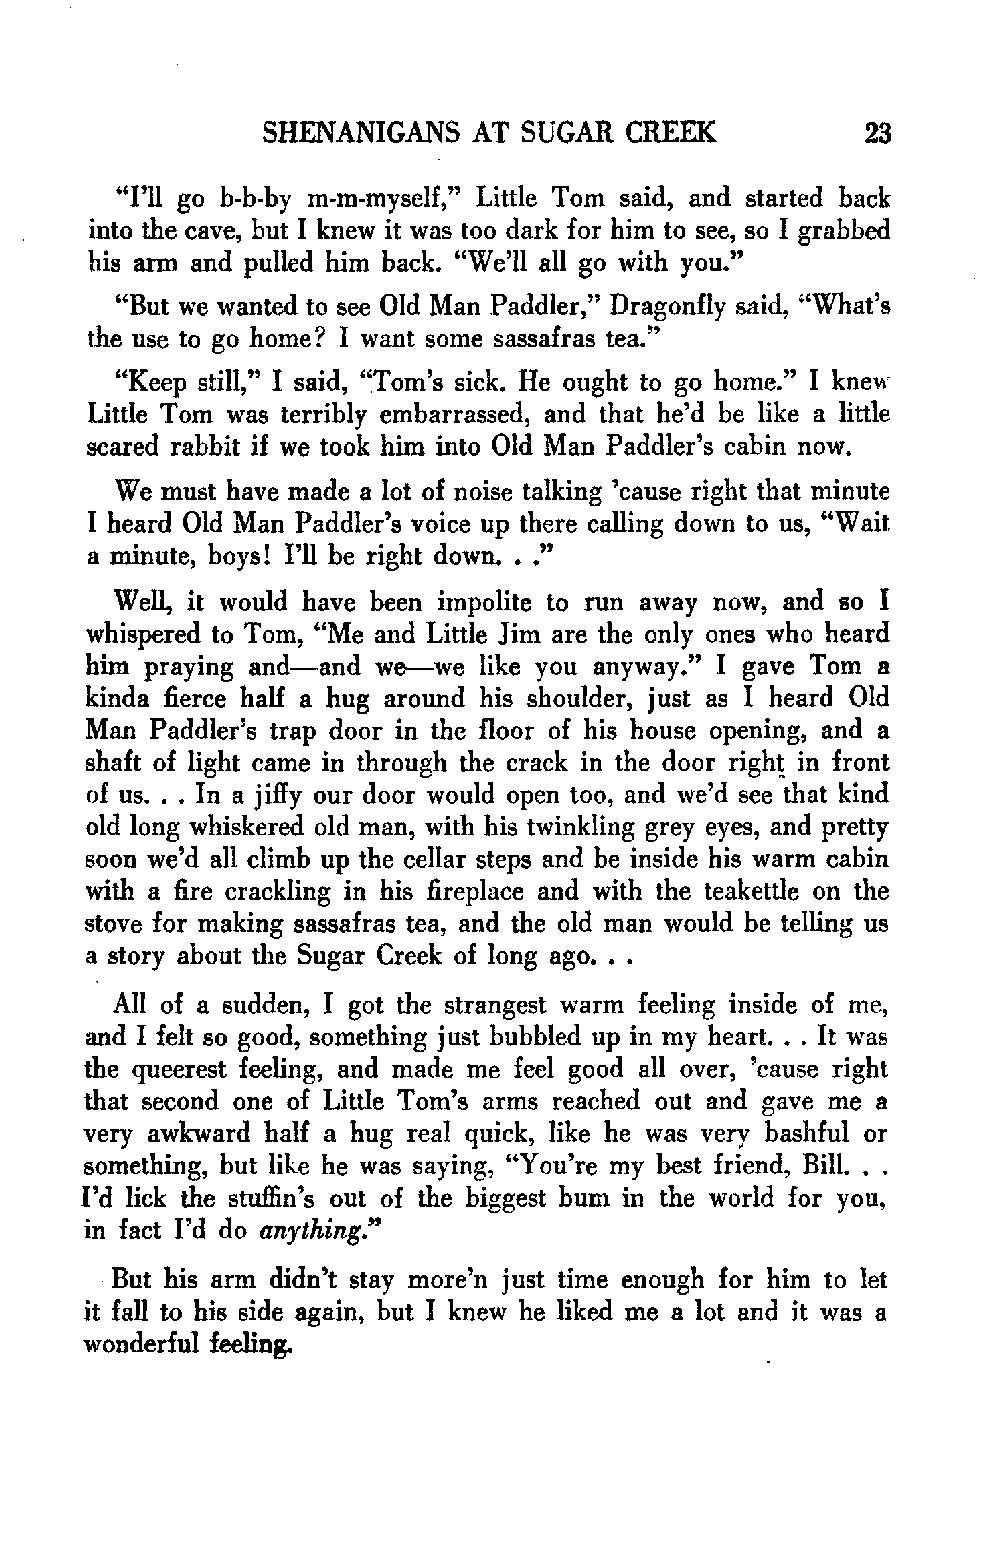 SHENANIGANS AT SUGAR CREEK 23
“I’ll go b-b-by m-m-myself,” Little Tom said, and started back
into the cave, but I knew it was too dark for him to see, so I grabbed
his arm and pulled him back. “We’ll all go with you.”
“But we wanted to see Old Man Paddler,” Dragonfly said, “What’s
the use to go home? I want some sassafras tea.”
“Keep still,” I said, “Tom’s sick. He ought to go home.” I knew
Little Tom was terribly embarrassed, and that he’d be like a little
scared rabbit if we took him into Old Man Paddler’s cabin now.
We must have made a lot of noise talking ’cause right that minute
I heard Old Man Paddler’s voice up there calling down to us, “Wait
a minute, boys! I’ll be right down. . .”
Well, it would have been impolite to run away now, and so I
whispered to Tom, “Me and Little Jim are the only ones who heard
him praying and—and we—we like you anyway.” I gave Tom a
kinda fierce half a hug around his shoulder, just as I heard Old
Man Paddler’s trap door in the floor of his house opening, and a
shaft of light came in through the crack in the door right in front
of us. . . In a jiffy our door would open too, and we’d see that kind
old long whiskered old man, with his twinkling grey eyes, and pretty
soon we’d all climb up the cellar steps and be inside his warm cabin
with a fire crackling in his fireplace and with the teakettle on the
stove for making sassafras tea, and the old man would be telling us
a story about the Sugar Creek of long ago. . .
All of a sudden, I got the strangest warm feeling inside of me,
and I felt so good, something just bubbled up in my heart. . . It was
the queerest feeling, and made me feel good all over, ’cause right
that second one of Little Tom’s arms reached out and gave me a
very awkward half a hug real quick, like he was very bashful or
something, but like he was saying, “You’re my best friend, Bill. . .
I’d lick the stuffin’s out of the biggest bum in the world for you,
in fact I’d do anything.”
But his arm didn’t stay more’n just time enough for him to let
it fall to his side again, but I knew he liked me a lot and it was a
wonderful feeling.